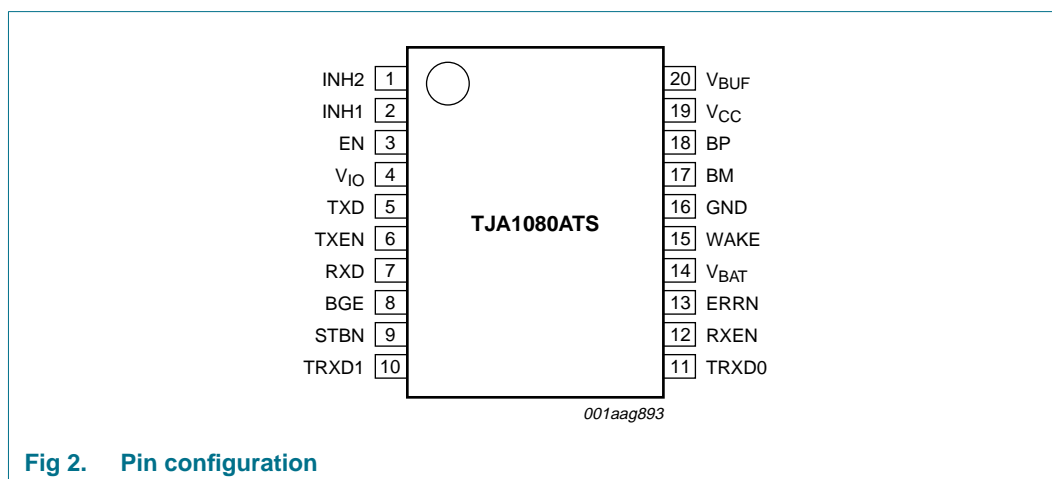 INH2 1
INH1 2
EN 3
VIO 4
TXD 5
TXEN 6
RXD 7
BGE 8
STBN 9
TRXD1 10
TJA1080ATS
20 VBUF
19 VCC
18 BP
17 BM
16 GND
15 WAKE
14 VBAT
13 ERRN
12 RXEN
11 TRXD0
001aag893
Fig 2. Pin configuration